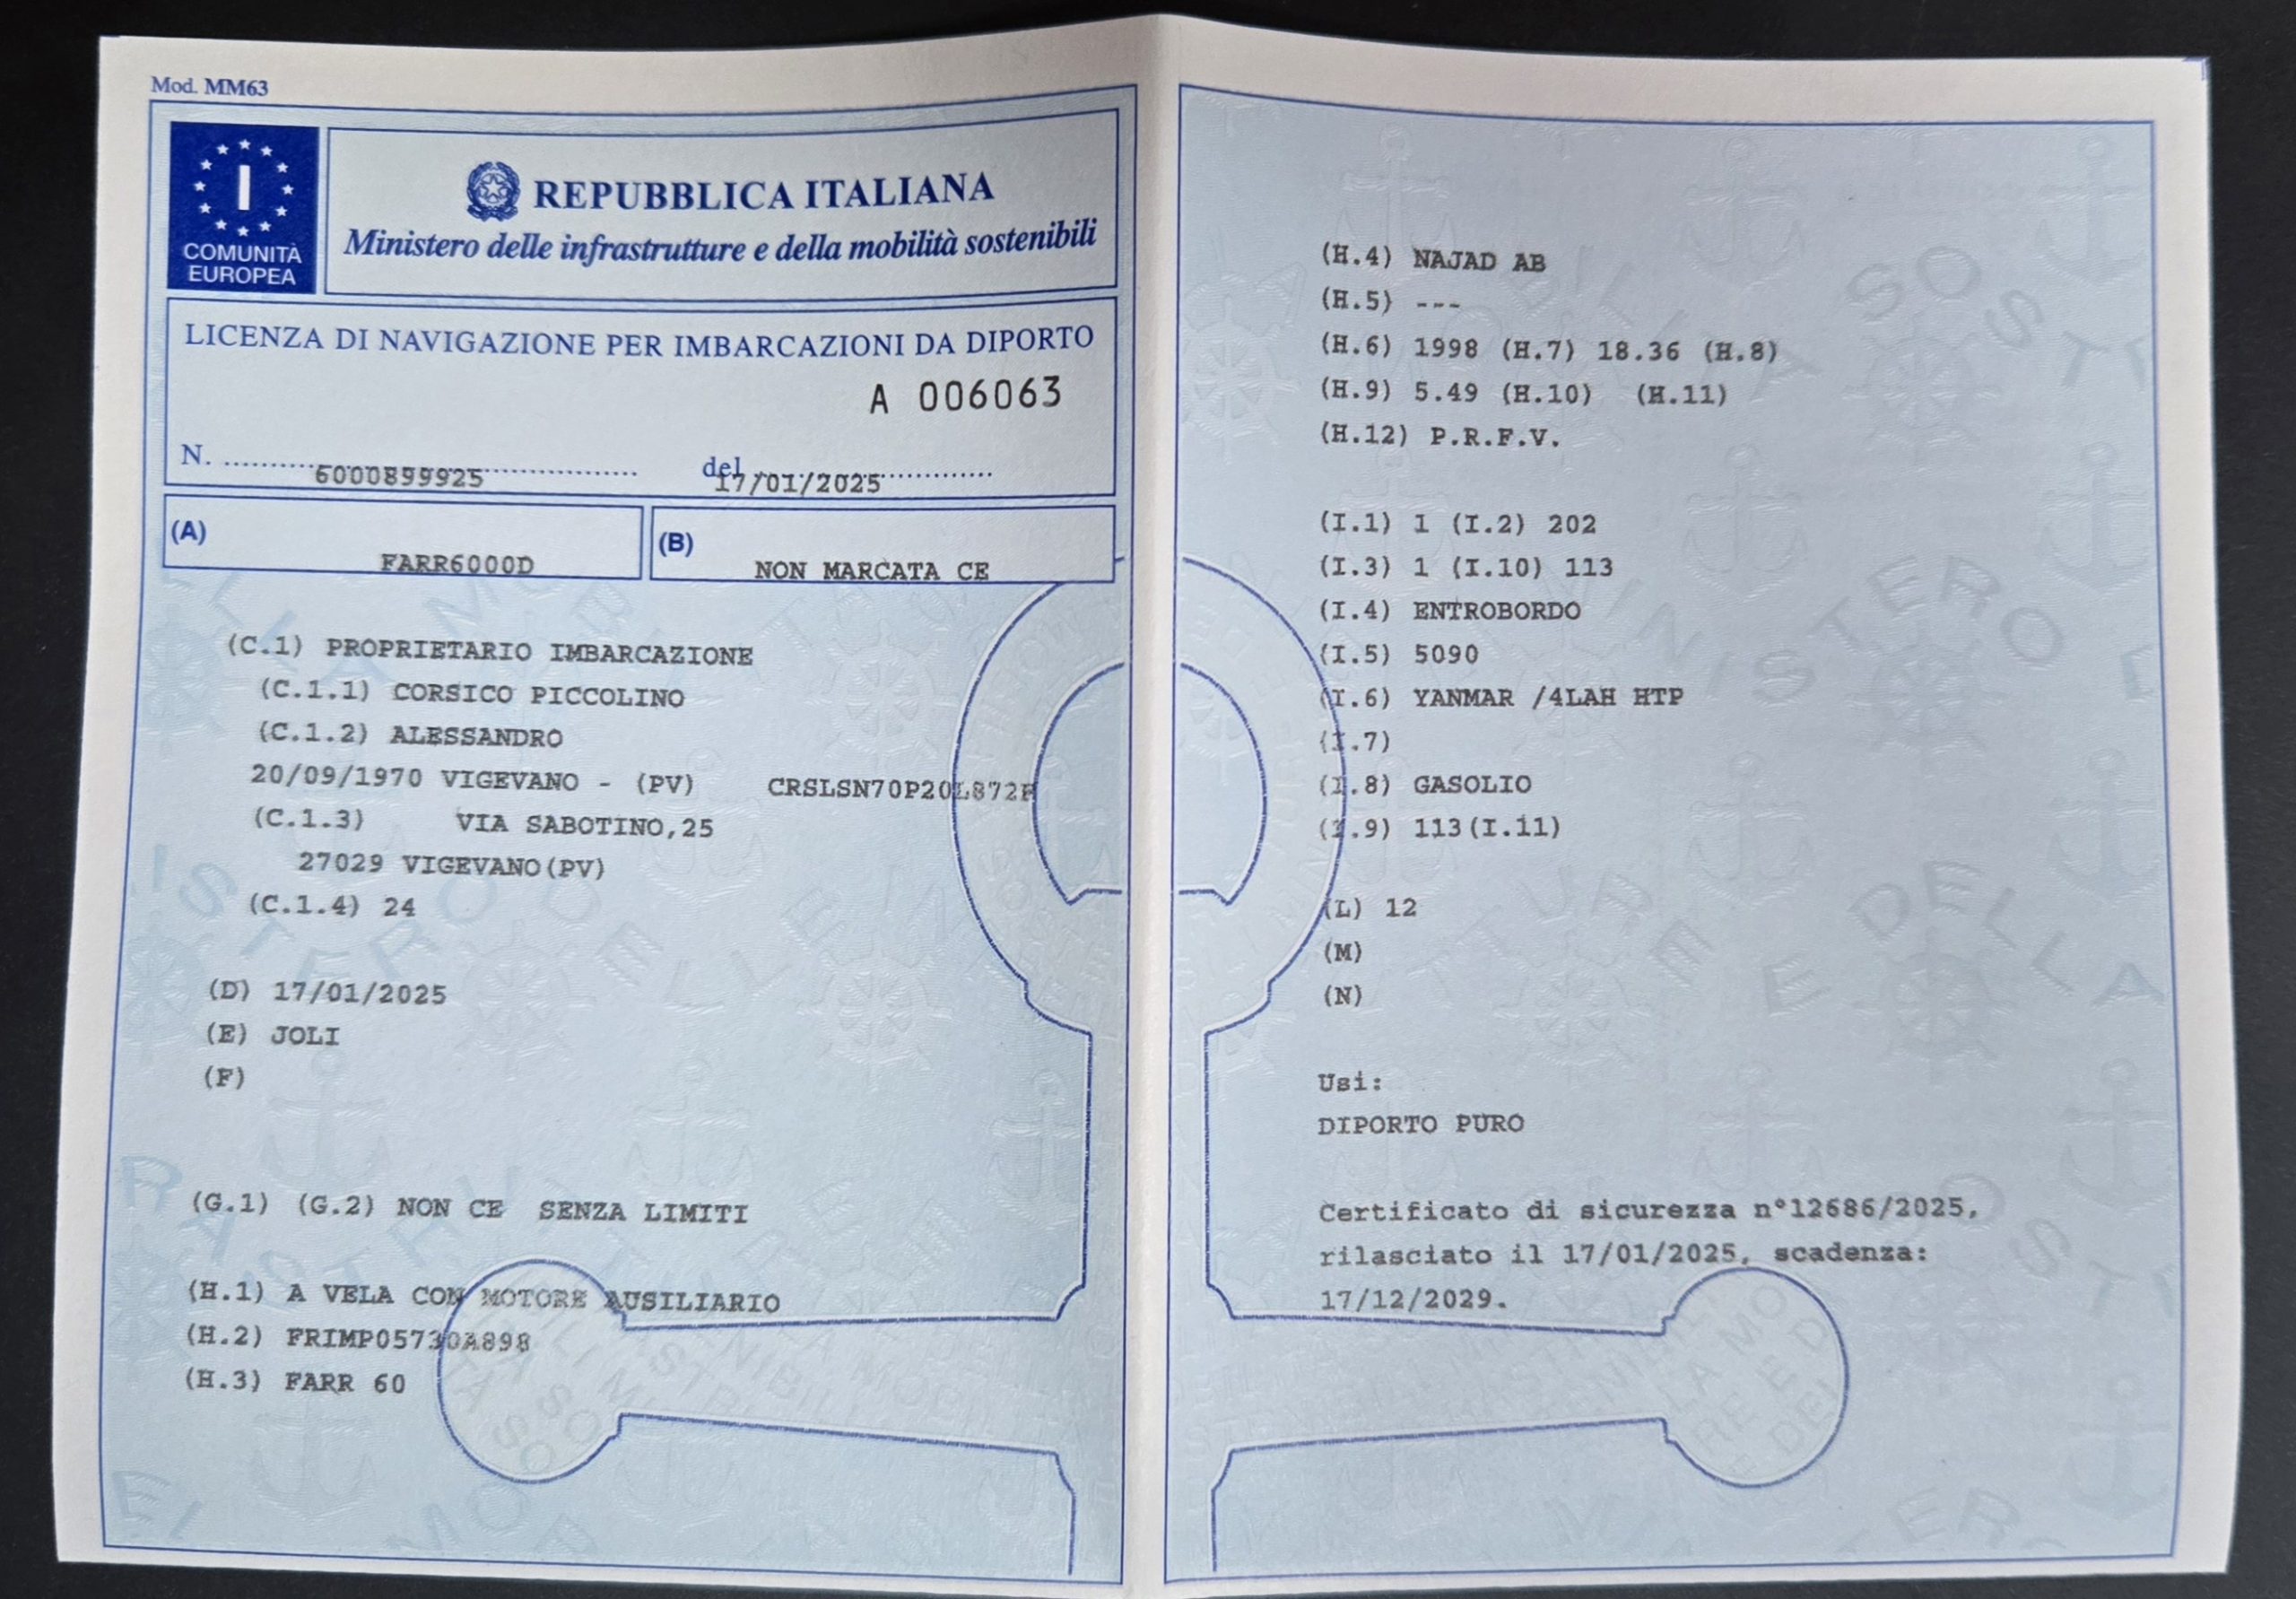 Mod. MM63
I
COMUNITÀ
EUROPEA
REPUBBLICA ITALIANA
Ministero delle infrastrutture e della mobilità sostenibili
LICENZA DI NAVIGAZIONE PER IMBARCAZIONI DA DIPORTO
A 006063
N. 6000899925 del 17/01/2025
(A) FARR6000D
(B) NON MARCATA CE
(C.1) PROPRIETARIO IMBARCAZIONE
(C.1.1) CORSICO PICCOLINO
(C.1.2) ALESSANDRO
20/09/1970 VIGEVANO - (PV) CRSLSN70P20L872F
(C.1.3) VIA SABOTINO,25
27029 VIGEVANO(PV)
(C.1.4) 24
(D) 17/01/2025
(E) JOLI
(F)
(G.1) (G.2) NON CE SENZA LIMITI
(H.1) A VELA CON MOTORE AUSILIARIO
(H.2) FRIMP05730A898
(H.3) FARR 60
(H.4) NAJAD AB
(H.5) ---
(H.6) 1998 (H.7) 18.36 (H.8)
(H.9) 5.49 (H.10) (H.11)
(H.12) P.R.F.V.
(I.1) 1 (I.2) 202
(I.3) 1 (I.10) 113
(I.4) ENTROBORDO
(I.5) 5090
(I.6) YANMAR /4LAH HTP
(I.7)
(I.8) GASOLIO
(I.9) 113(I.11)
(L) 12
(M)
(N)
Usi:
DIPORTO PURO
Certificato di sicurezza n°12686/2025,
rilasciato il 17/01/2025, scadenza:
17/12/2029.